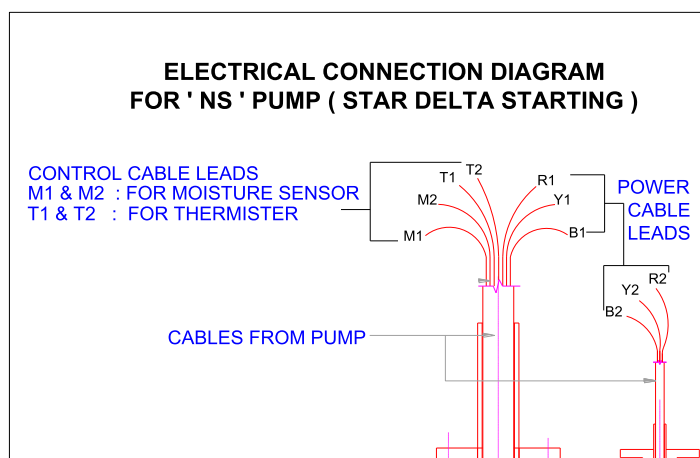 ELECTRICAL CONNECTION DIAGRAM
FOR ' NS ' PUMP ( STAR DELTA STARTING )
CONTROL CABLE LEADS
M1 & M2 : FOR MOISTURE SENSOR
T1 & T2 : FOR THERMISTER
T1
T2
M2
M1
R1
Y1
B1
POWER
CABLE
LEADS
R2
Y2
B2
CABLES FROM PUMP